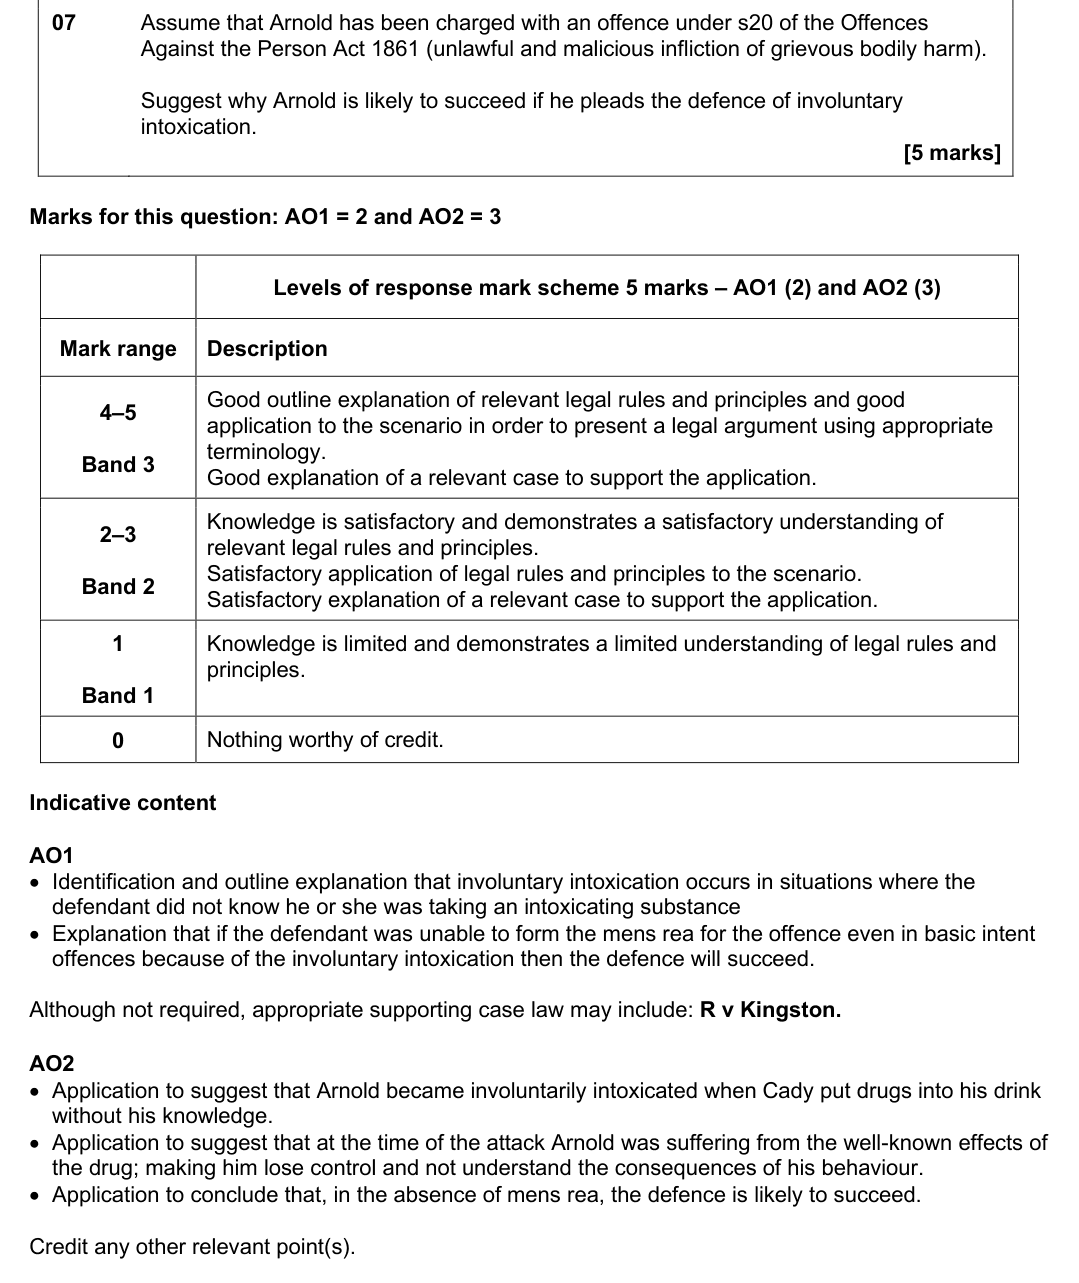 07 Assume that Arnold has been charged with an offence under s20 of the Offences
Against the Person Act 1861 (unlawful and malicious infliction of grievous bodily harm).
Suggest why Arnold is likely to succeed if he pleads the defence of involuntary
intoxication.
[5 marks]
Marks for this question: AO1 = 2 and AO2 = 3
Levels of response mark scheme 5 marks – AO1 (2) and AO2 (3)
Mark range Description
4–5
Band 3
Good outline explanation of relevant legal rules and principles and good
application to the scenario in order to present a legal argument using appropriate
terminology.
Good explanation of a relevant case to support the application.
2–3
Band 2
Knowledge is satisfactory and demonstrates a satisfactory understanding of
relevant legal rules and principles.
Satisfactory application of legal rules and principles to the scenario.
Satisfactory explanation of a relevant case to support the application.
1
Band 1
Knowledge is limited and demonstrates a limited understanding of legal rules and
principles.
0 Nothing worthy of credit.
Indicative content
AO1
• Identification and outline explanation that involuntary intoxication occurs in situations where the
defendant did not know he or she was taking an intoxicating substance
• Explanation that if the defendant was unable to form the mens rea for the offence even in basic intent
offences because of the involuntary intoxication then the defence will succeed.
Although not required, appropriate supporting case law may include: R v Kingston.
AO2
• Application to suggest that Arnold became involuntarily intoxicated when Cady put drugs into his drink
without his knowledge.
• Application to suggest that at the time of the attack Arnold was suffering from the well-known effects of
the drug; making him lose control and not understand the consequences of his behaviour.
• Application to conclude that, in the absence of mens rea, the defence is likely to succeed.
Credit any other relevant point(s).